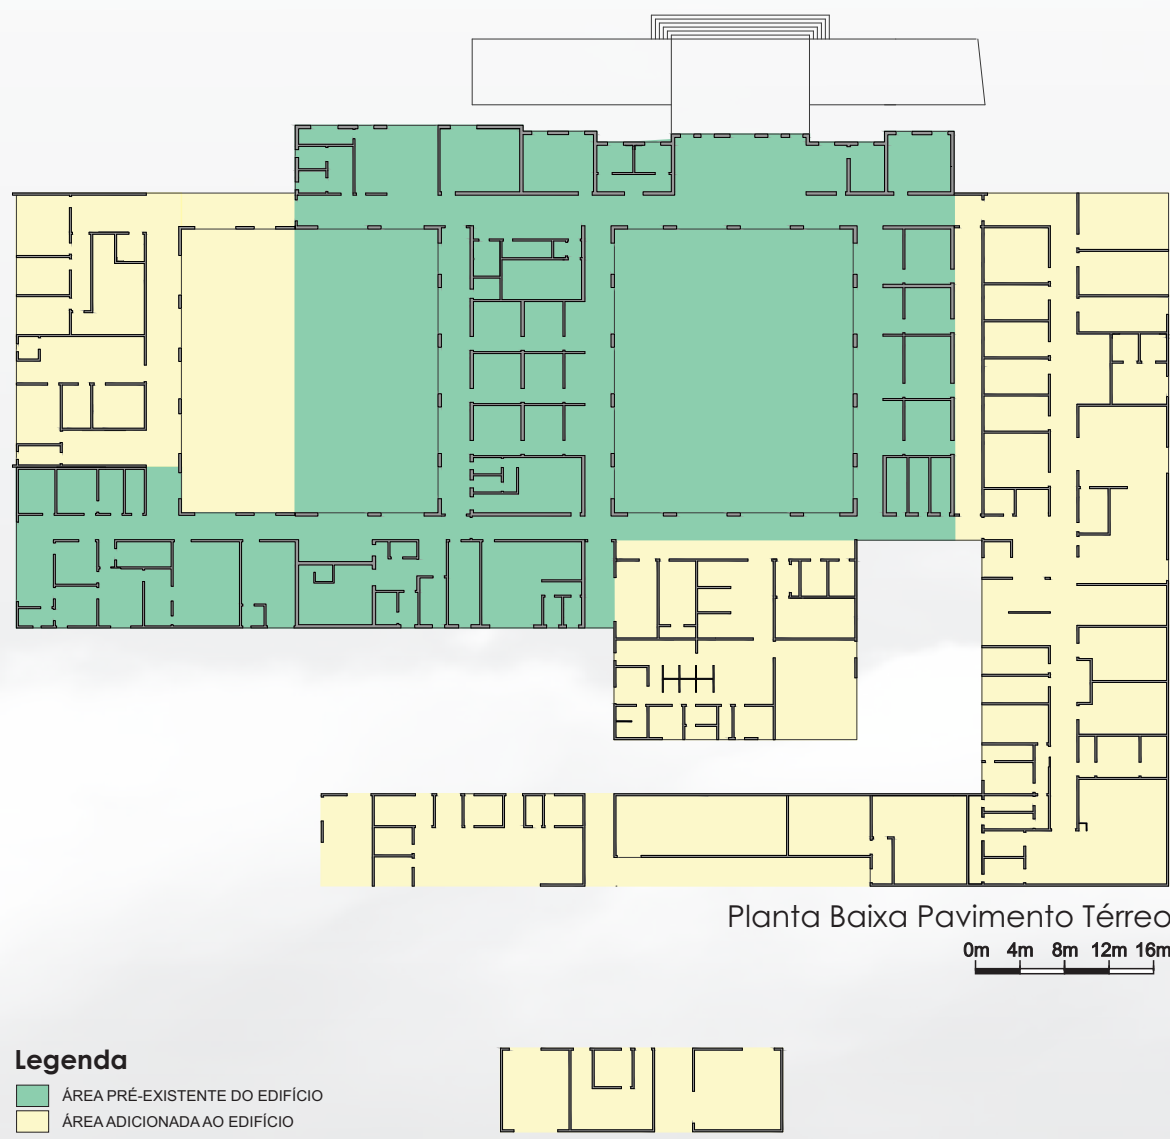 Planta Baixa Pavimento Térreo
0m 4m 8m 12m 16m
Legenda
ÁREA PRÉ-EXISTENTE DO EDIFÍCIO
ÁREA ADICIONADA AO EDIFÍCIO